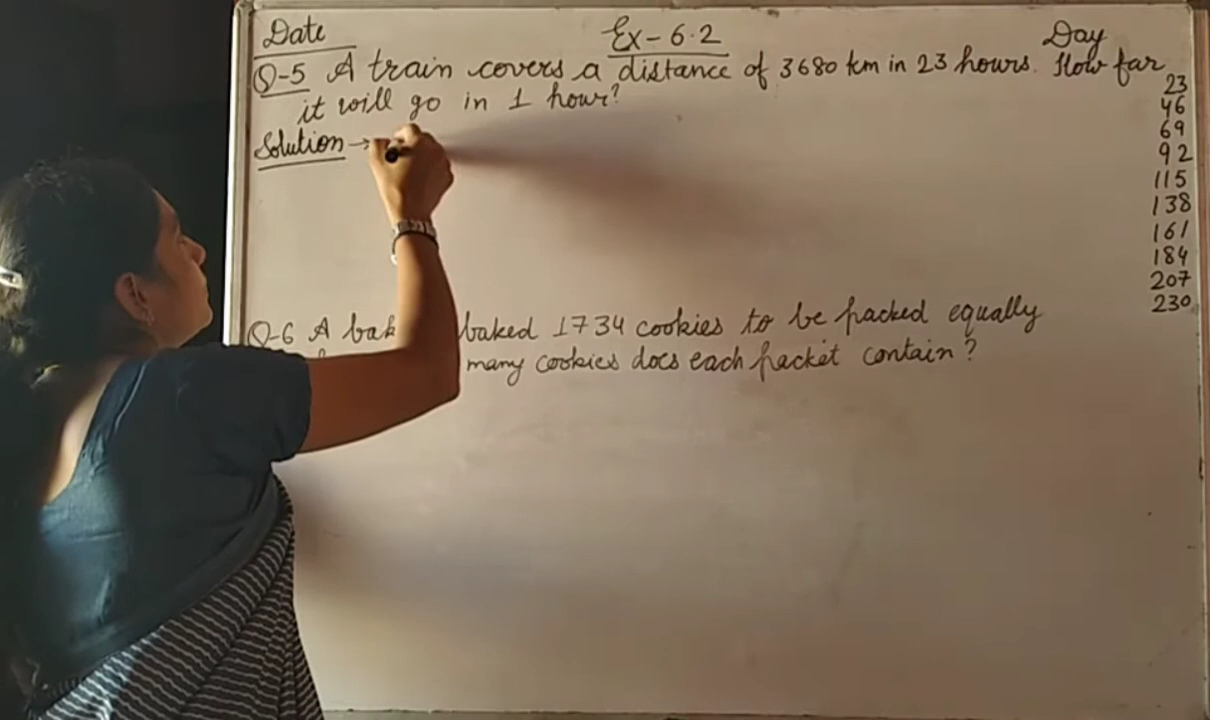 Date Ex-6.2 Day
Q-5 A train covers a distance of 3680 km in 23 hours. How far
it will go in 1 hour?
Solution →
23
46
69
92
115
138
161
184
207
230
Q-6 A baked 1734 cookies to be packed equally
many cookies does each packet contain?